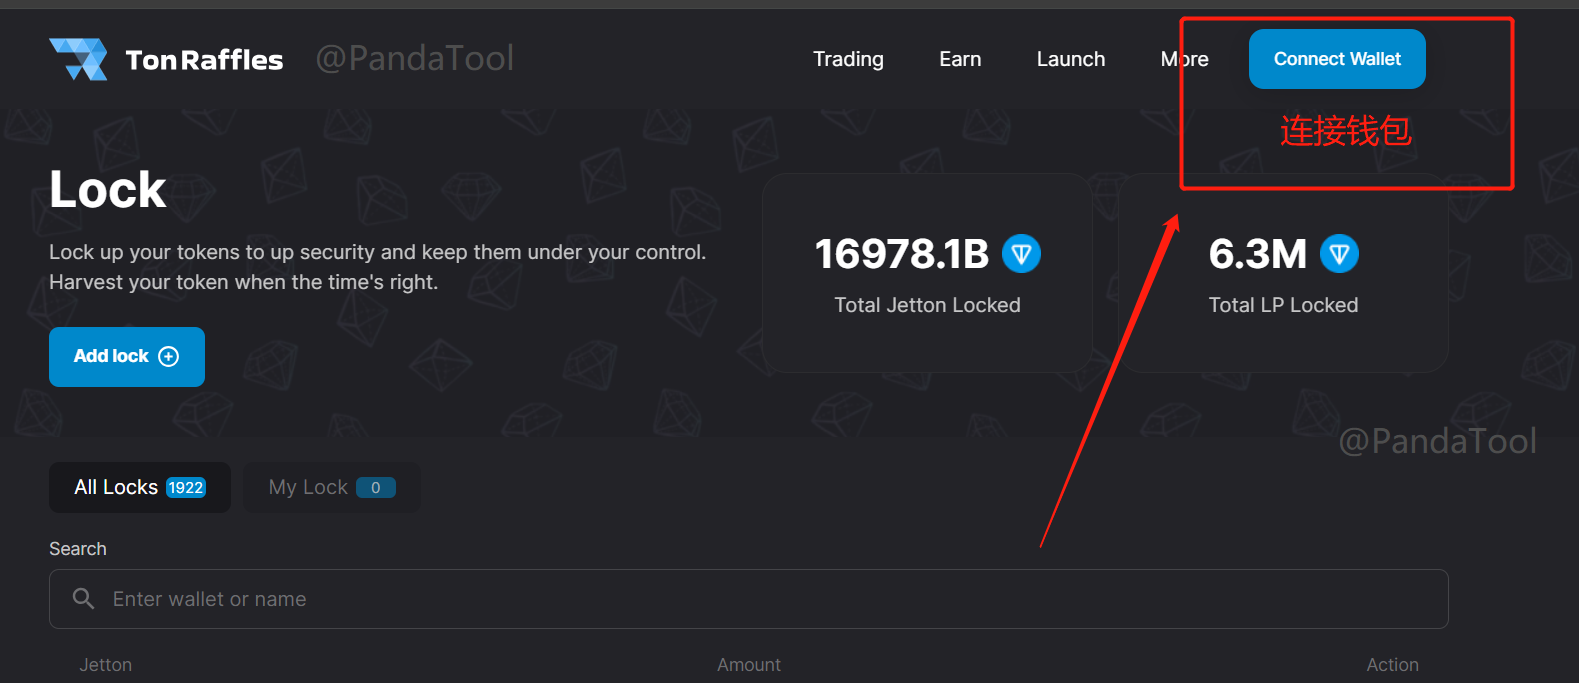 TonRaffles
@PandaTool
Trading
Earn
Launch
More
Connect Wallet
连接钱包
Lock
Lock up your tokens to up security and keep them under your control.
Harvest your token when the time's right.
Add lock
16978.1B
Total Jetton Locked
6.3M
Total LP Locked
@PandaTool
All Locks 1922
My Lock 0
Search
Enter wallet or name
Jetton
Amount
Action